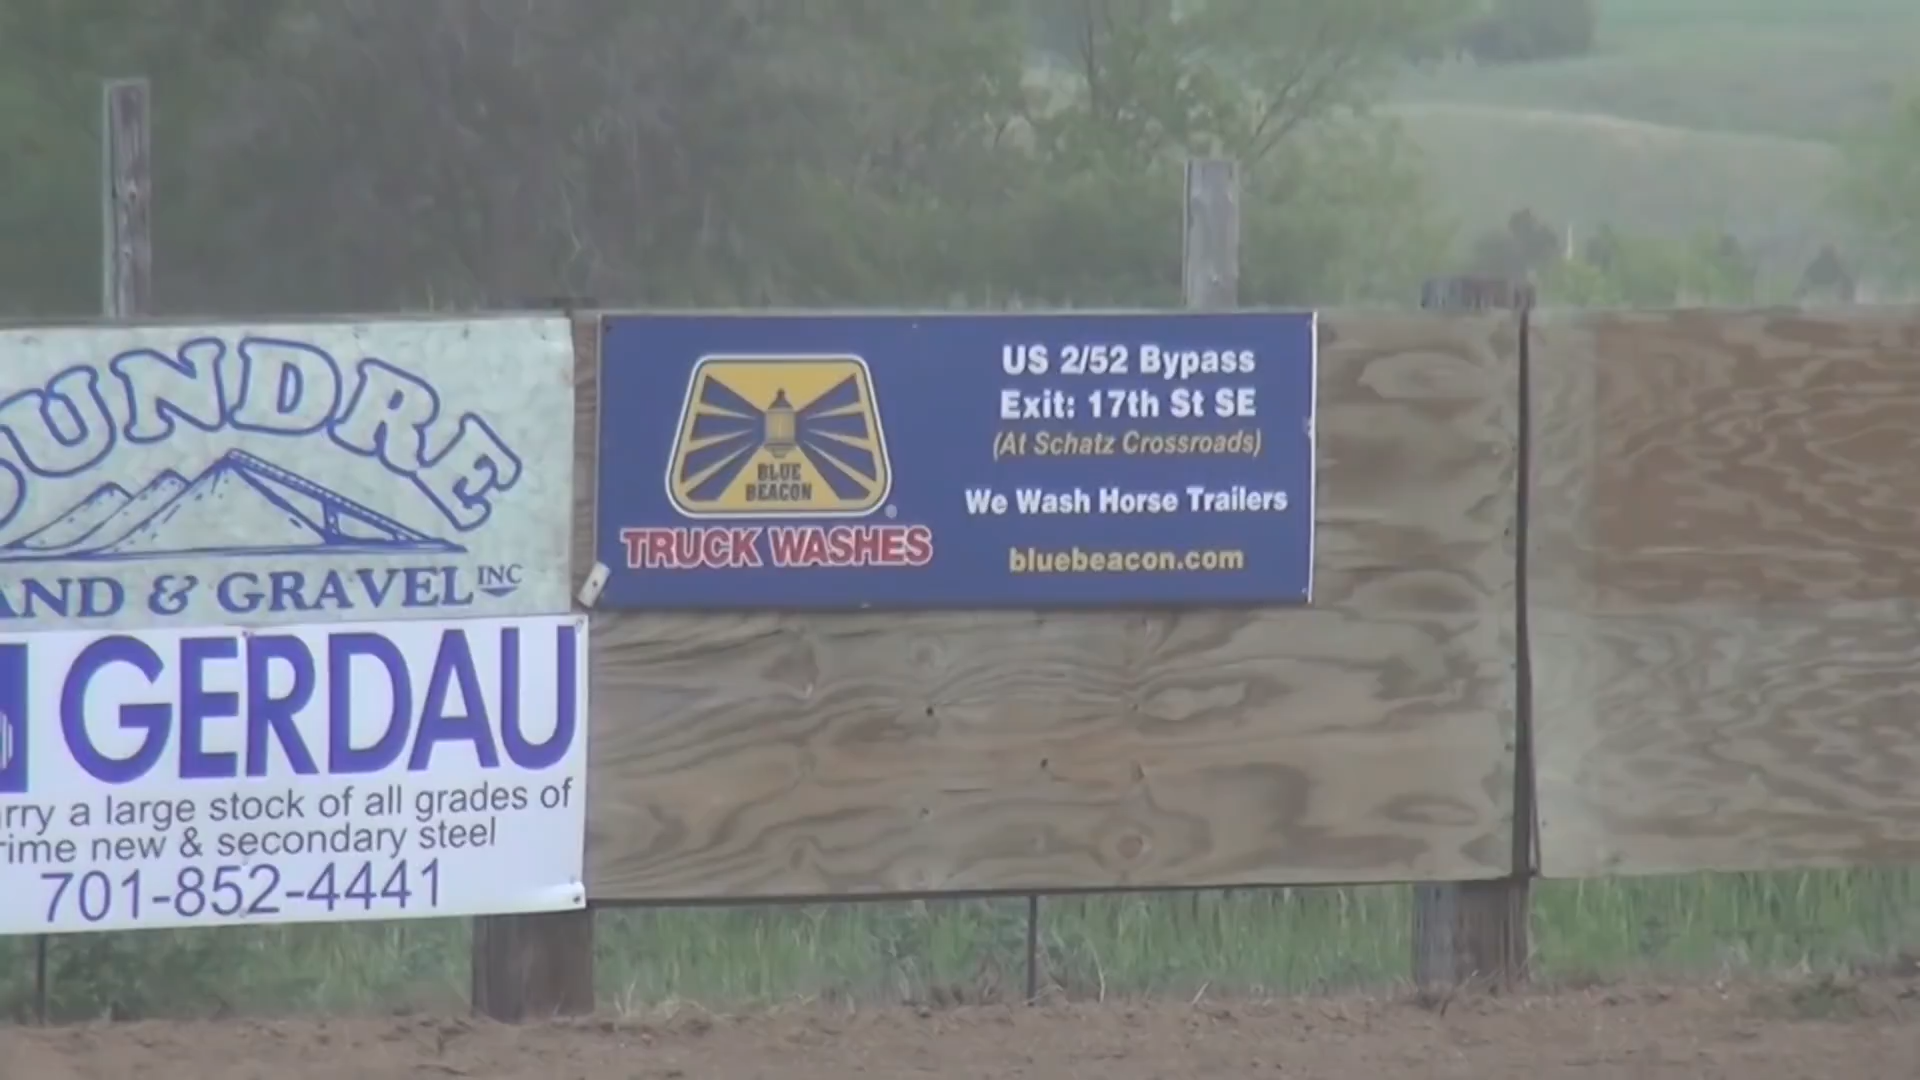 UNDRE
AND & GRAVEL INC
GERDAU
rry a large stock of all grades of
rime new & secondary steel
701-852-4441
BLUE
BEACON
®
TRUCK WASHES
US 2/52 Bypass
Exit: 17th St SE
(At Schatz Crossroads)
We Wash Horse Trailers
bluebeacon.com